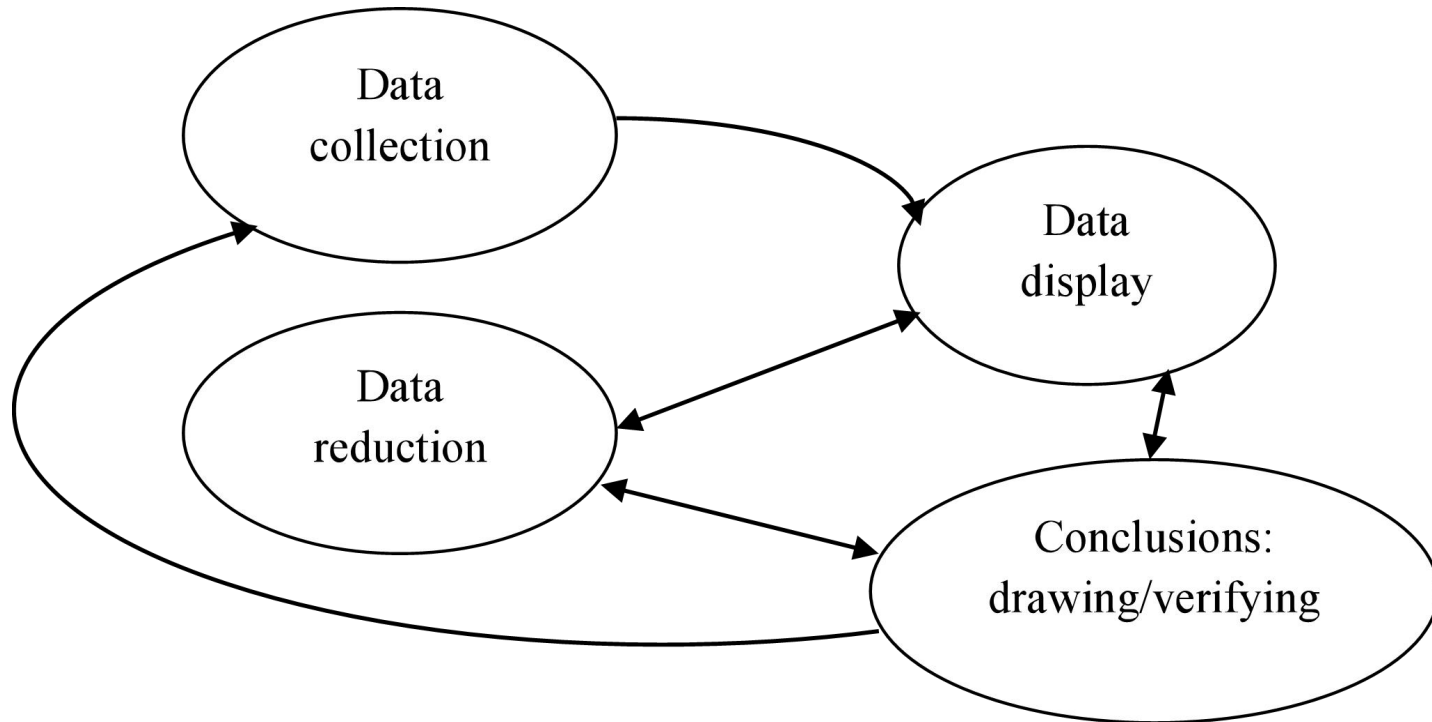 Data
collection
Data
display
Data
reduction
Conclusions:
drawing/verifying